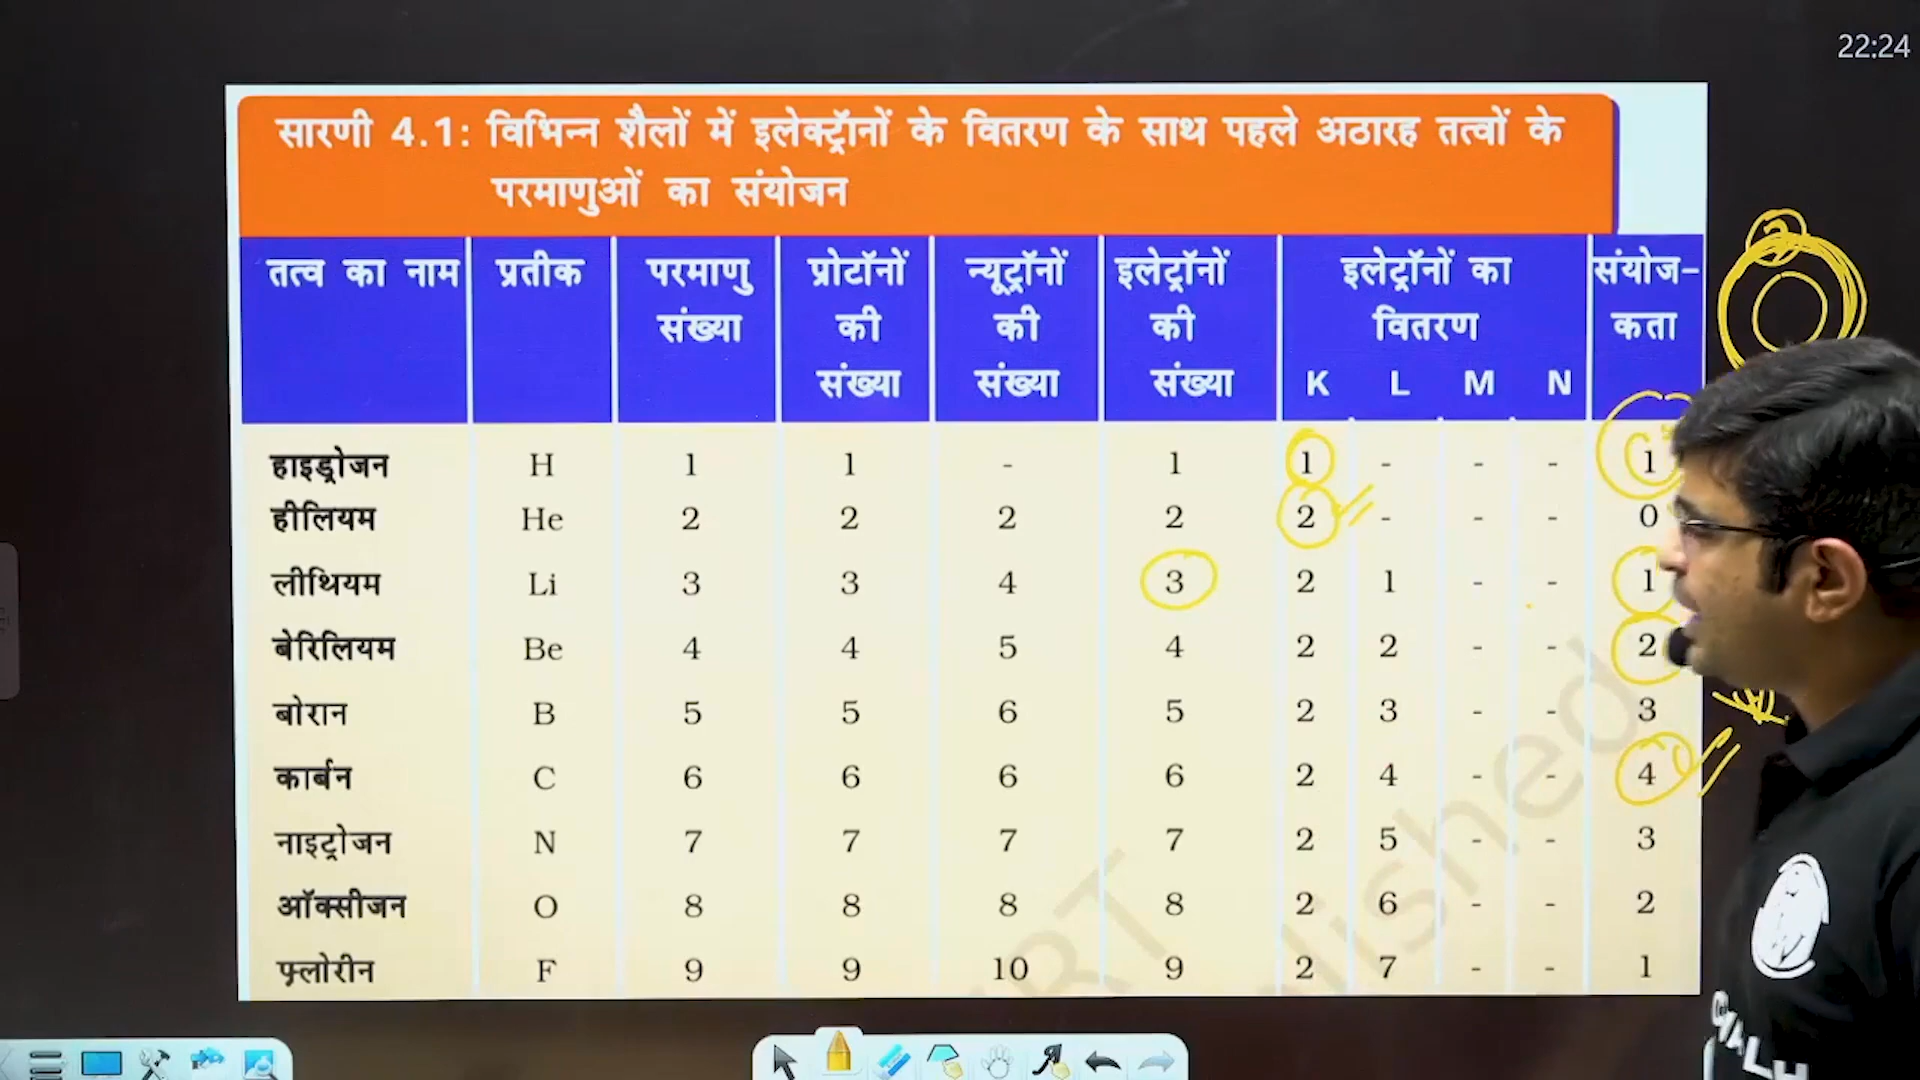 22:24
सारणी 4.1: विभिन्न शैलों में इलेक्ट्रॉनों के वितरण के साथ पहले अठारह तत्वों के
परमाणुओं का संयोजन
तत्व का नाम प्रतीक परमाणु संख्या प्रोटॉनों की संख्या न्यूट्रॉनों की संख्या इलेट्रॉनों की संख्या इलेट्रॉनों का वितरण संयोज-कता
K L M N
हाइड्रोजन H 1 1 - 1 1 - - - 1
हीलियम He 2 2 2 2 2 - - - 0
लीथियम Li 3 3 4 3 2 1 - - 1
बेरिलियम Be 4 4 5 4 2 2 - - 2
बोरान B 5 5 6 5 2 3 - - 3
कार्बन C 6 6 6 6 2 4 - - 4
नाइट्रोजन N 7 7 7 7 2 5 - - 3
ऑक्सीजन O 8 8 8 8 2 6 - - 2
फ़्लोरीन F 9 9 10 9 2 7 - - 1